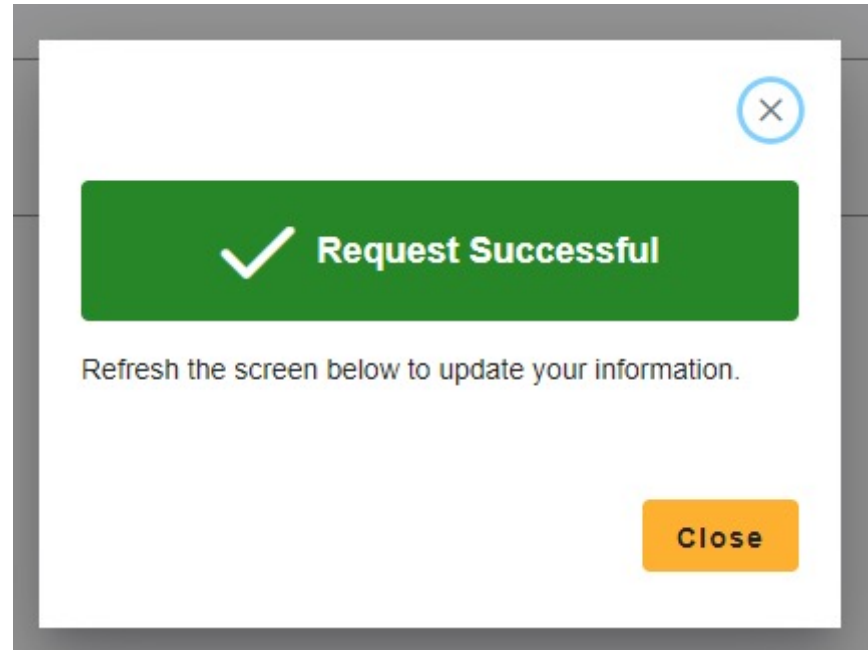 Request Successful
Refresh the screen below to update your information.
Close